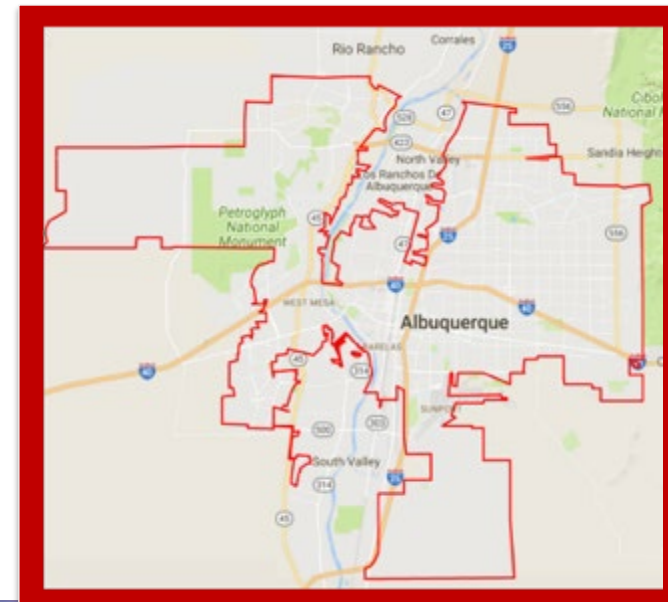 Rio Rancho
Corrales
25
528
47
556
423
North Valley
Los Ranchos De
Albuquerque
Sandia Heights
Petroglyph
National
Monument
45
47
25
556
40
WEST MESA
40
40
Albuquerque
BARELAS
45
314
40
SUNPORT
500
303
South Valley
314
25
45